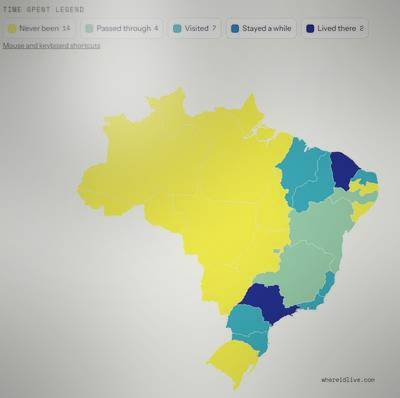 TIME SPENT LEGEND
Never been 14 Passed through 4 Visited 7 Stayed a while Lived there 2
Mouse and keyboard shortcuts
whereidlive.com